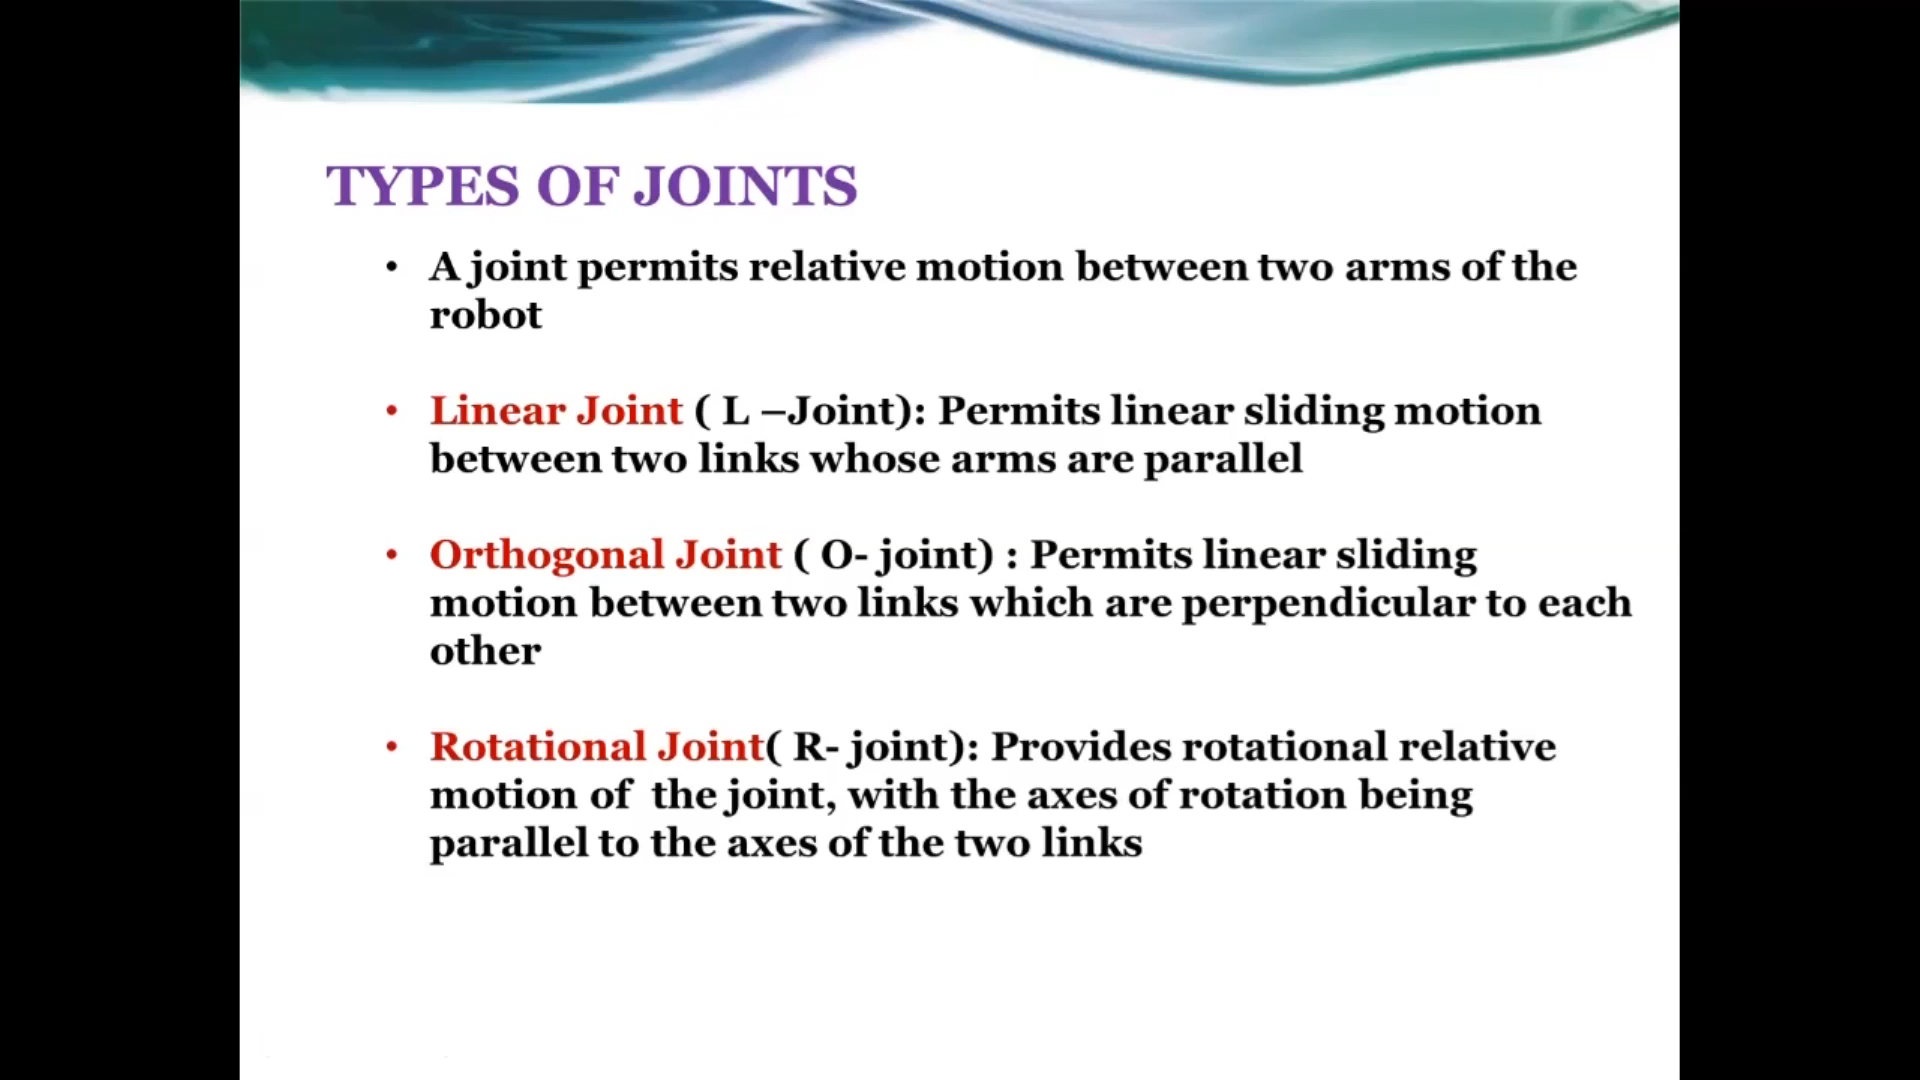 TYPES OF JOINTS
• A joint permits relative motion between two arms of the
robot
• Linear Joint ( L –Joint): Permits linear sliding motion
between two links whose arms are parallel
• Orthogonal Joint ( O- joint) : Permits linear sliding
motion between two links which are perpendicular to each
other
• Rotational Joint( R- joint): Provides rotational relative
motion of  the joint, with the axes of rotation being
parallel to the axes of the two links